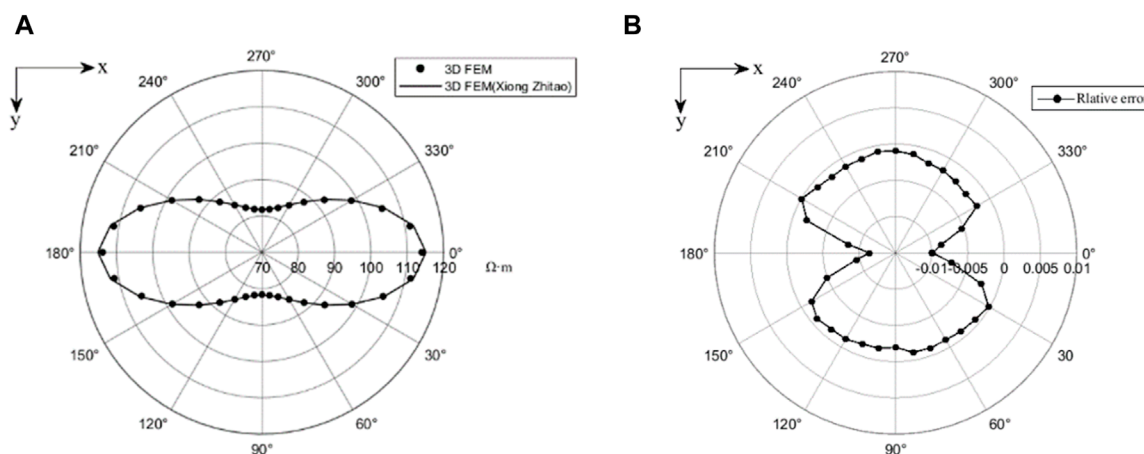 A
x
y
270°
240°
300°
210°
330°
180°
0°
150°
30°
120°
60°
90°
70 80 90 100 110 120
Ω·m
3D FEM
3D FEM(Xiong Zhitao)
B
x
y
270°
240°
300°
210°
330°
180°
0°
150°
30
120°
60°
90°
-0.01 -0.005 0 0.005 0.01
Rlative error